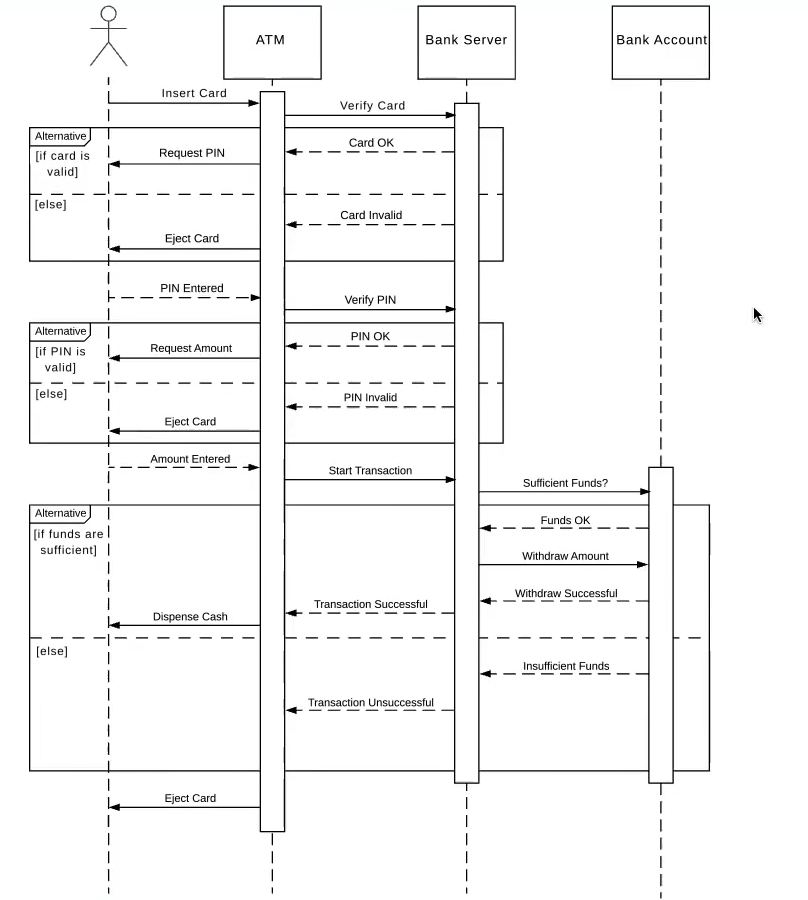 ATM
Bank Server
Bank Account
Insert Card
Verify Card
Alternative
[if card is
valid]
Card OK
Request PIN
[else]
Card Invalid
Eject Card
PIN Entered
Verify PIN
Alternative
[if PIN is
valid]
PIN OK
Request Amount
[else]
PIN Invalid
Eject Card
Amount Entered
Start Transaction
Sufficient Funds?
Alternative
[if funds are
sufficient]
Funds OK
Withdraw Amount
Withdraw Successful
Transaction Successful
Dispense Cash
[else]
Insufficient Funds
Transaction Unsuccessful
Eject Card